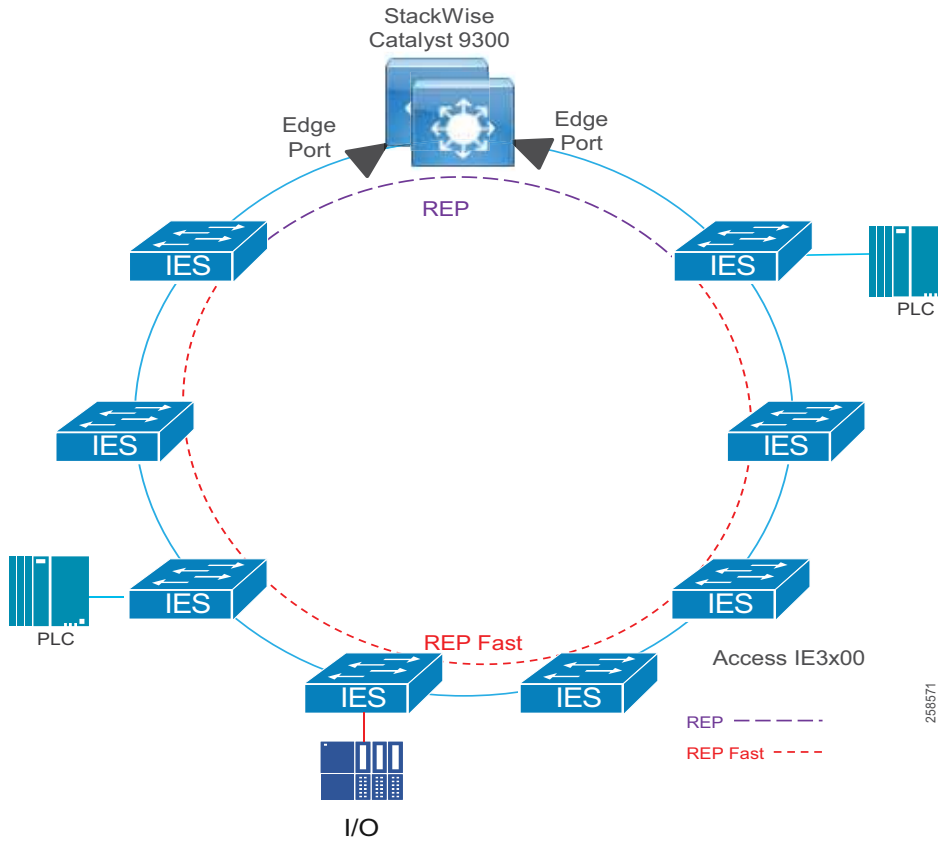 StackWise
Catalyst 9300
Edge
Port
Edge
Port
REP
IES
IES
PLC
IES
IES
IES
IES
PLC
REP Fast
Access IE3x00
IES
IES
REP
REP Fast
I/O
258571